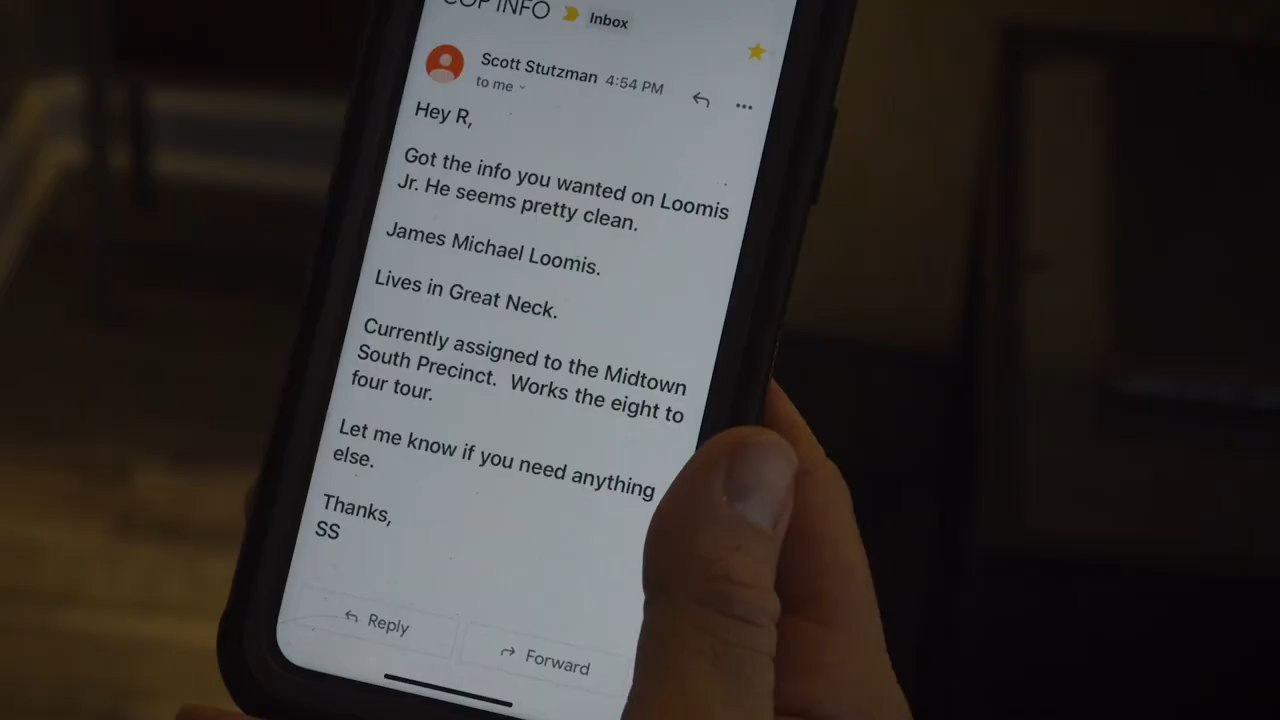 COP INFO Inbox
Scott Stutzman 4:54 PM
to me
Hey R,
Got the info you wanted on Loomis
Jr. He seems pretty clean.
James Michael Loomis.
Lives in Great Neck.
Currently assigned to the Midtown
South Precinct. Works the eight to
four tour.
Let me know if you need anything
else.
Thanks,
SS
Reply
Forward